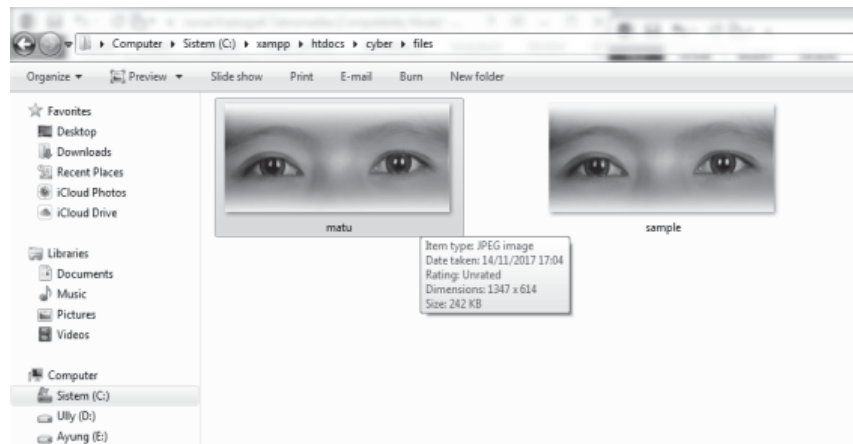 Computer ▸ Sistem (C:) ▸ xampp ▸ htdocs ▸ cyber ▸ files
Organize ▾ Preview ▾ Slide show Print E-mail Burn New folder
Favorites
Desktop
Downloads
Recent Places
iCloud Photos
iCloud Drive
Libraries
Documents
Music
Pictures
Videos
Computer
Sistem (C:)
Ully (D:)
Ayung (E:)
matu
sample
Item type: JPEG image
Date taken: 14/11/2017 17:04
Rating: Unrated
Dimensions: 1347 x 614
Size: 242 KB